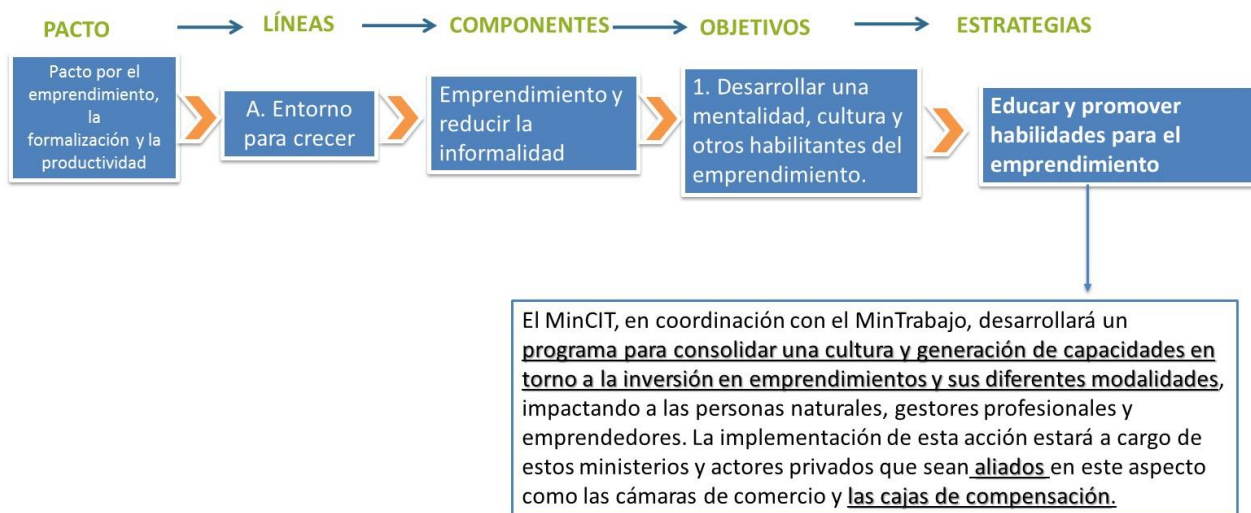 PACTO
LÍNEAS
COMPONENTES
OBJETIVOS
ESTRATEGIAS
Pacto por el
emprendimiento,
la
formalización y la
productividad
A. Entorno
para crecer
Emprendimiento y
reducir la
informalidad
1. Desarrollar una
mentalidad, cultura y
otros habilitantes del
emprendimiento.
Educar y promover
habilidades para el
emprendimiento
El MinCIT, en coordinación con el MinTrabajo, desarrollará un
programa para consolidar una cultura y generación de capacidades en
torno a la inversión en emprendimientos y sus diferentes modalidades,
impactando a las personas naturales, gestores profesionales y
emprendedores. La implementación de esta acción estará a cargo de
estos ministerios y actores privados que sean aliados en este aspecto
como las cámaras de comercio y las cajas de compensación.